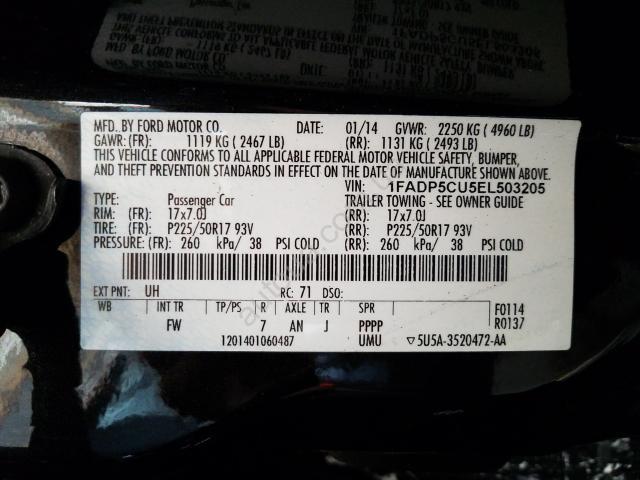 MFD. BY FORD MOTOR CO. DATE: 01/14 GVWR: 2250 KG ( 4960 LB)
GAWR: (FR): 1119 KG ( 2467 LB) (RR): 1131 KG ( 2493 LB)
THIS VEHICLE CONFORMS TO ALL APPLICABLE FEDERAL MOTOR VEHICLE SAFETY, BUMPER,
AND THEFT PREVENTION STANDARDS IN EFFECT ON THE DATE OF MANUFACTURE SHOWN ABOVE.
VIN: 1FADP5CU5EL503205
TYPE: Passenger Car TRAILER TOWING - SEE OWNER GUIDE
RIM: (FR) 17x7.0J (RR) 17x7.0J
TIRE: (FR) P225/50R17 93V (RR) P225/50R17 93V
PRESSURE: (FR) 260 kPa/ 38 PSI COLD (RR) 260 kPa/ 38 PSI COLD
EXT PNT: UH RC: 71 DSO:
WB INT TR TP/PS R AXLE TR SPR F0114
FW 7 AN J PPPP R0137
1201401060487 UMU ▽5U5A-3520472-AA